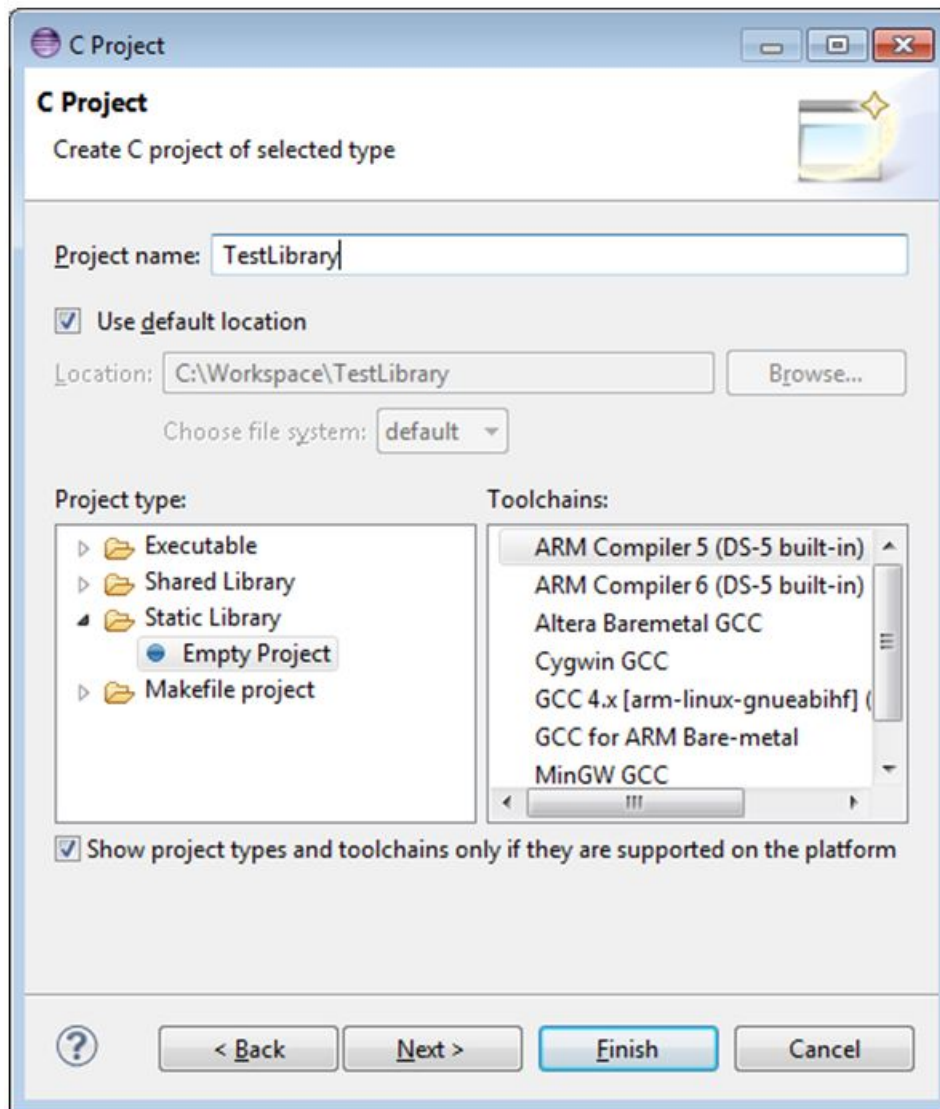 C Project
C Project
Create C project of selected type
Project name: TestLibrary
Use default location
Location: C:\Workspace\TestLibrary Browse...
Choose file system: default
Project type: Toolchains:
Executable ARM Compiler 5 (DS-5 built-in)
Shared Library ARM Compiler 6 (DS-5 built-in)
Static Library Altera Baremetal GCC
Empty Project Cygwin GCC
Makefile project GCC 4.x [arm-linux-gnueabihf] (
GCC for ARM Bare-metal
MinGW GCC
Show project types and toolchains only if they are supported on the platform
? < Back Next > Finish Cancel